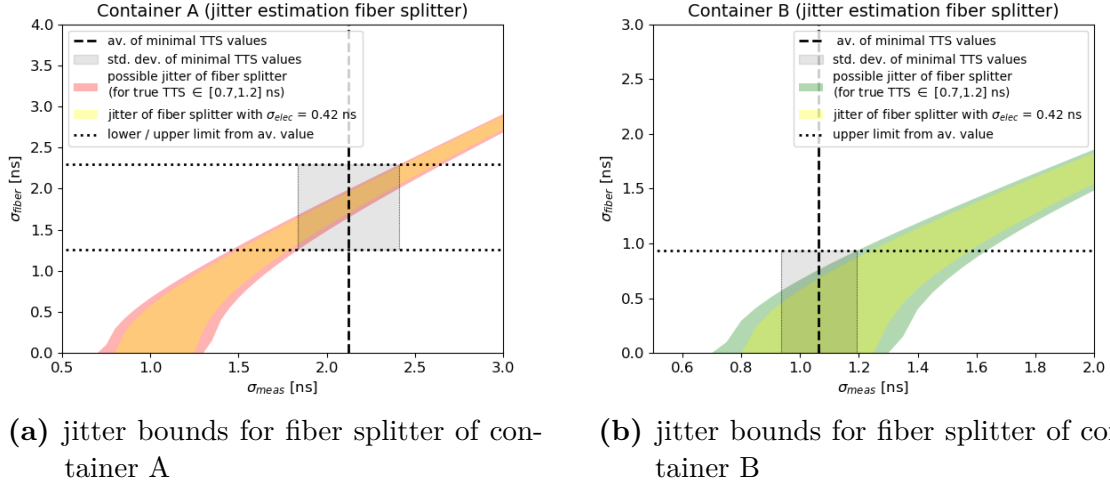 Container A (jitter estimation fiber splitter)
4.0
3.5
3.0
2.5
2.0
1.5
1.0
0.5
0.0
σfiber [ns]
av. of minimal TTS values
std. dev. of minimal TTS values
possible jitter of fiber splitter
(for true TTS ∈ [0.7,1.2] ns)
jitter of fiber splitter with σelec = 0.42 ns
lower / upper limit from av. value
0.5 1.0 1.5 2.0 2.5 3.0
σmeas [ns]
(a) jitter bounds for fiber splitter of con-
tainer A
Container B (jitter estimation fiber splitter)
3.0
2.5
2.0
1.5
1.0
0.5
0.0
σfiber [ns]
av. of minimal TTS values
std. dev. of minimal TTS values
possible jitter of fiber splitter
(for true TTS ∈ [0.7,1.2] ns)
jitter of fiber splitter with σelec = 0.42 ns
upper limit from av. value
0.6 0.8 1.0 1.2 1.4 1.6 1.8 2.0
σmeas [ns]
(b) jitter bounds for fiber splitter of
tainer B